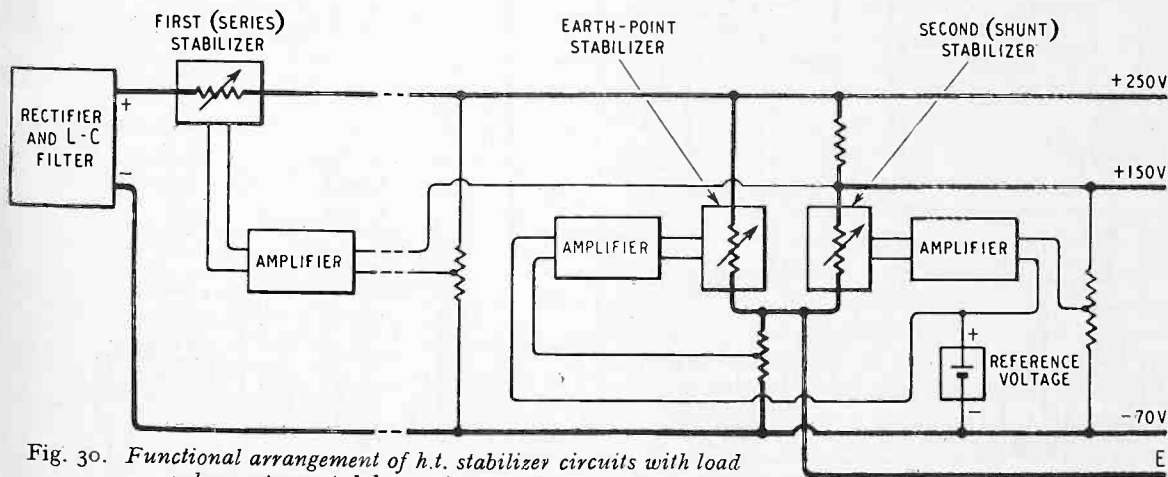 FIRST (SERIES)
STABILIZER
EARTH-POINT
STABILIZER
SECOND (SHUNT)
STABILIZER
RECTIFIER
AND L-C
FILTER
+
−
AMPLIFIER
AMPLIFIER
AMPLIFIER
+250V
+150V
+
REFERENCE
VOLTAGE
−
−70V
E
Fig. 30. Functional arrangement of h.t. stabilizer circuits with load